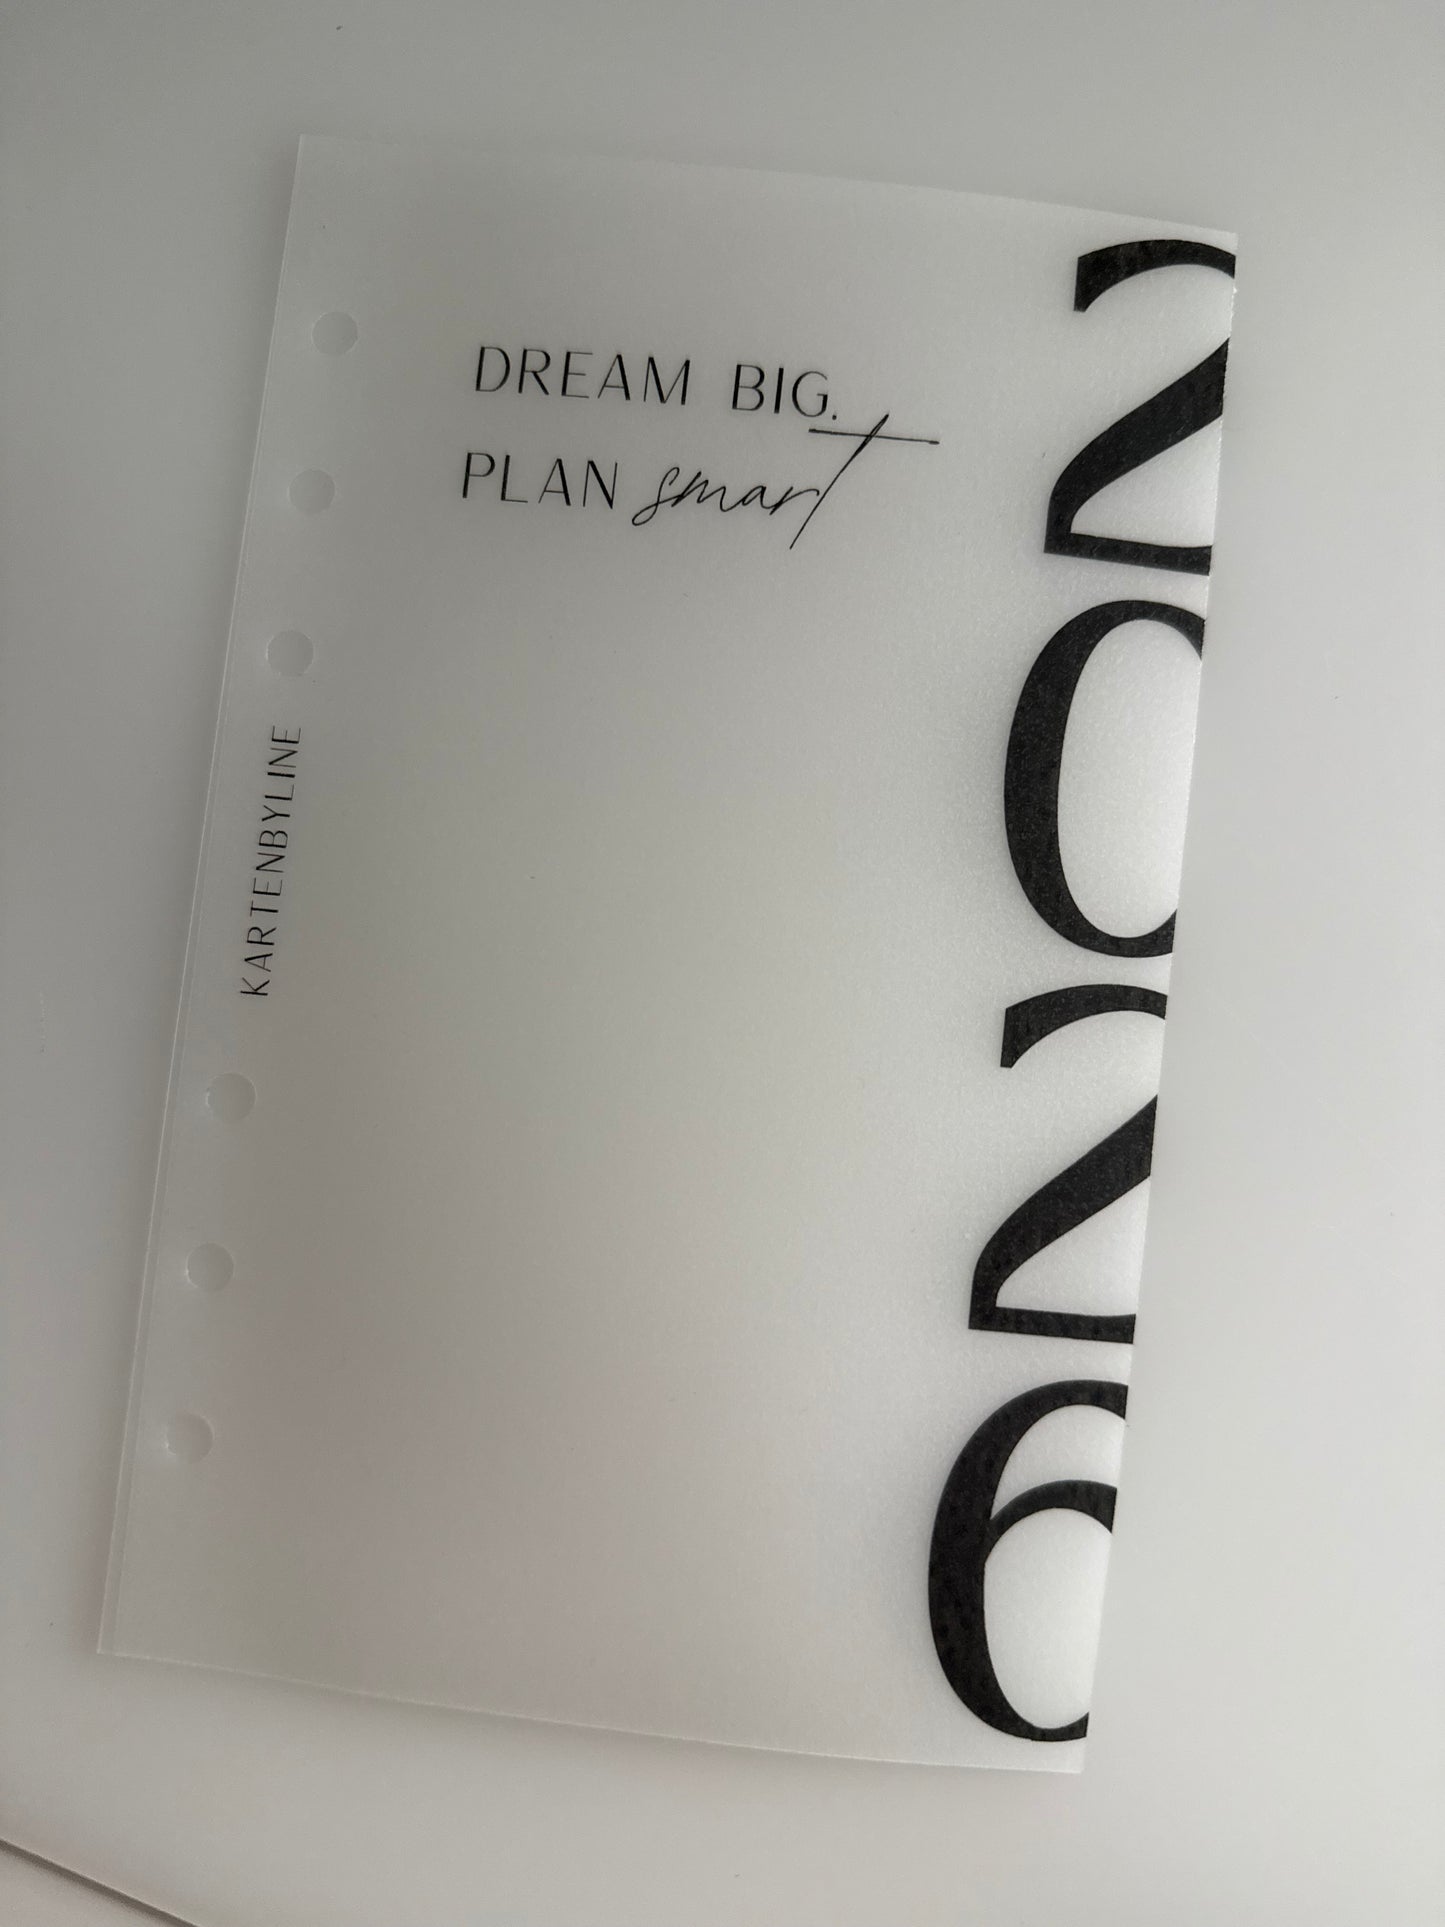 DREAM BIG.
PLAN smart
KARTENBYLINE
2026